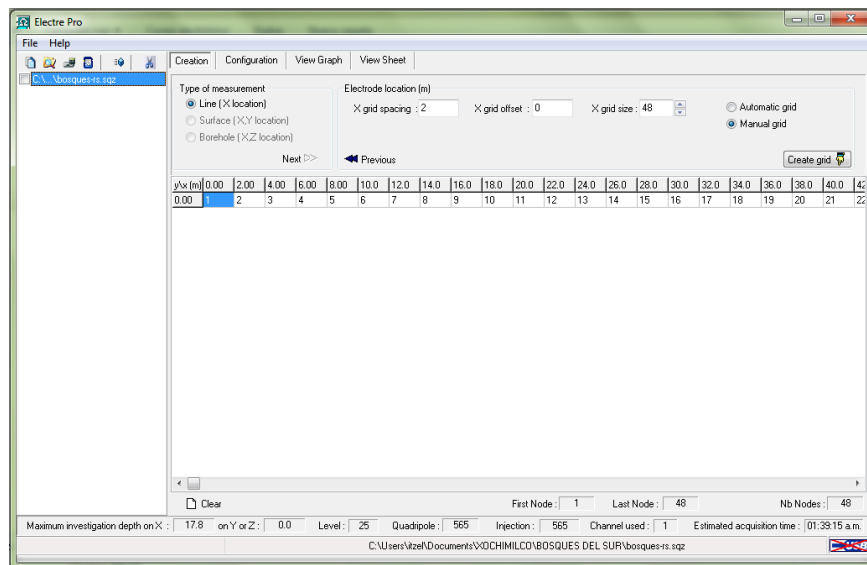 Electre Pro
File Help
Creation Configuration View Graph View Sheet
C:\...\bosques-rs.sqz
Type of measurement Electrode location (m)
Line (X location) X grid spacing : 2 X grid offset : 0 X grid size : 48 Automatic grid
Surface (X,Y location) Manual grid
Borehole (X,Z location)
Next Previous Create grid
y\x (m) 0.00 2.00 4.00 6.00 8.00 10.0 12.0 14.0 16.0 18.0 20.0 22.0 24.0 26.0 28.0 30.0 32.0 34.0 36.0 38.0 40.0 42
0.00 1 2 3 4 5 6 7 8 9 10 11 12 13 14 15 16 17 18 19 20 21 22
Clear First Node : 1 Last Node : 48 Nb Nodes : 48
Maximum investigation depth on X : 17.8 on Y or Z : 0.0 Level : 25 Quadripole : 565 Injection : 565 Channel used : 1 Estimated acquisition time : 01:39:15 a.m.
C:\Users\itzel\Documents\XOCHIMILCO\BOSQUES DEL SUR\bosques-rs.sqz USB